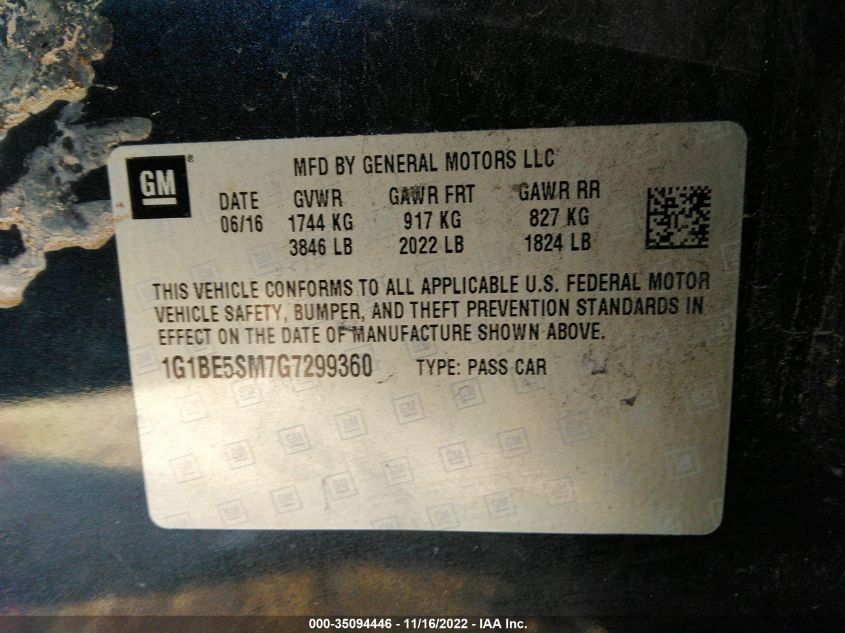 GM
MFD BY GENERAL MOTORS LLC
DATE GVWR GAWR FRT GAWR RR
06/16 1744 KG 917 KG 827 KG
3846 LB 2022 LB 1824 LB
THIS VEHICLE CONFORMS TO ALL APPLICABLE U.S. FEDERAL MOTOR
VEHICLE SAFETY, BUMPER, AND THEFT PREVENTION STANDARDS IN
EFFECT ON THE DATE OF MANUFACTURE SHOWN ABOVE.
1G1BE5SM7G7299360 TYPE: PASS CAR
000-35094446 - 11/16/2022 - IAA Inc.